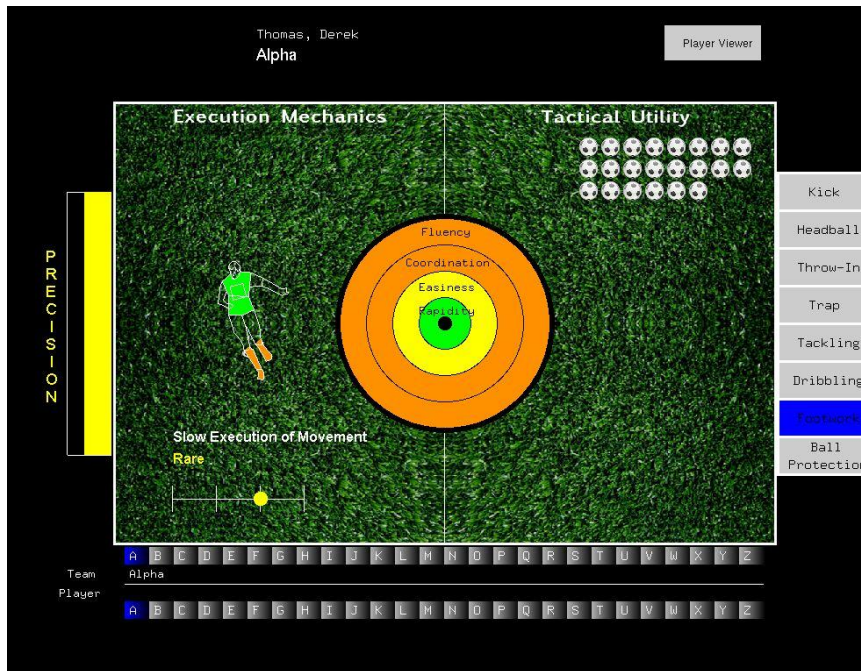 Thomas, Derek
Alpha
Player Viewer
Execution Mechanics
Tactical Utility
PRECISION
Fluency
Coordination
Easiness
Rapidity
Slow Execution of Movement
Rare
Kick
Headball
Throw-In
Trap
Tackling
Dribbling
Footwork
Ball
Protection
A B C D E F G H I J K L M N O P Q R S T U V W X Y Z
Team Alpha
Player
A B C D E F G H I J K L M N O P Q R S T U V W X Y Z